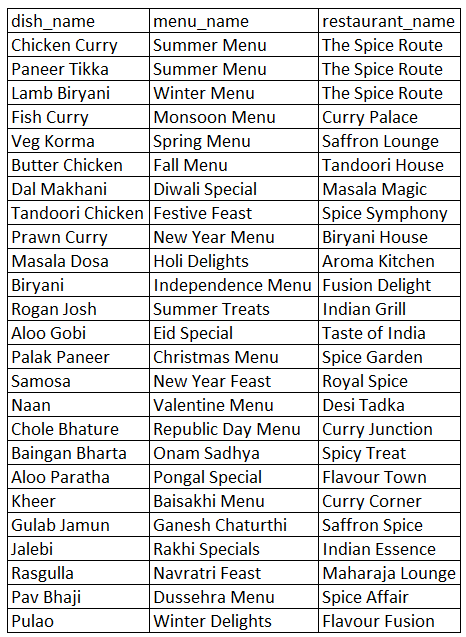 dish_name menu_name restaurant_name
Chicken Curry Summer Menu The Spice Route
Paneer Tikka Summer Menu The Spice Route
Lamb Biryani Winter Menu The Spice Route
Fish Curry Monsoon Menu Curry Palace
Veg Korma Spring Menu Saffron Lounge
Butter Chicken Fall Menu Tandoori House
Dal Makhani Diwali Special Masala Magic
Tandoori Chicken Festive Feast Spice Symphony
Prawn Curry New Year Menu Biryani House
Masala Dosa Holi Delights Aroma Kitchen
Biryani Independence Menu Fusion Delight
Rogan Josh Summer Treats Indian Grill
Aloo Gobi Eid Special Taste of India
Palak Paneer Christmas Menu Spice Garden
Samosa New Year Feast Royal Spice
Naan Valentine Menu Desi Tadka
Chole Bhature Republic Day Menu Curry Junction
Baingan Bharta Onam Sadhya Spicy Treat
Aloo Paratha Pongal Special Flavour Town
Kheer Baisakhi Menu Curry Corner
Gulab Jamun Ganesh Chaturthi Saffron Spice
Jalebi Rakhi Specials Indian Essence
Rasgulla Navratri Feast Maharaja Lounge
Pav Bhaji Dussehra Menu Spice Affair
Pulao Winter Delights Flavour Fusion